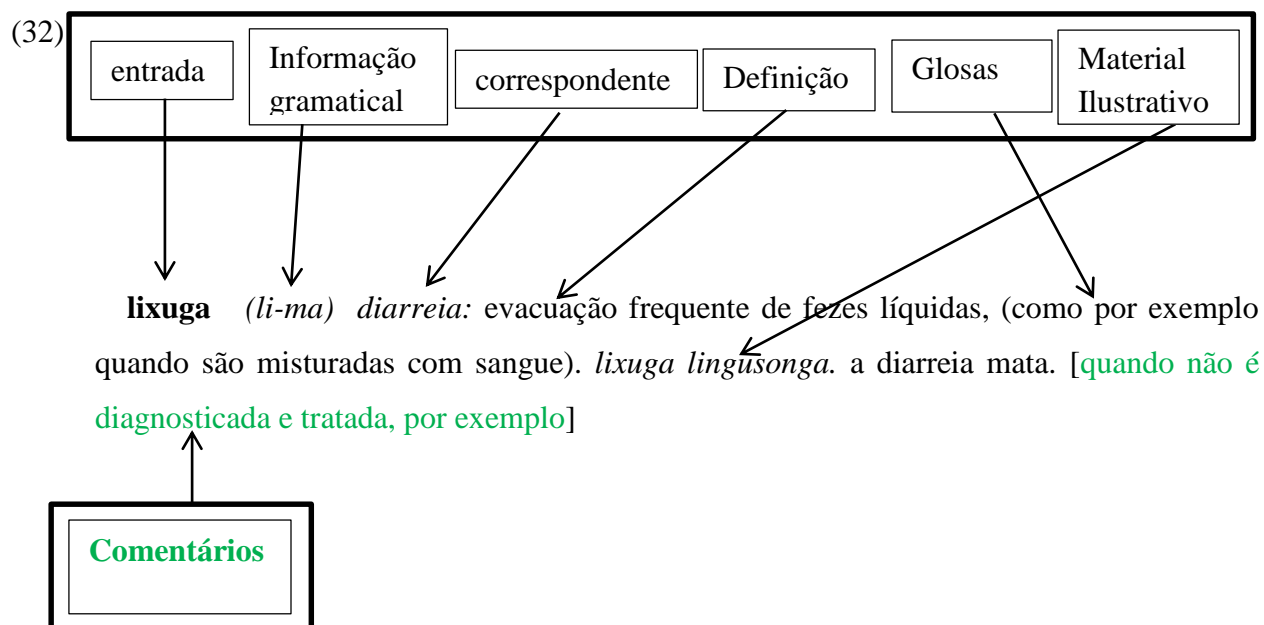 (32)
entrada
Informação
gramatical
correspondente
Definição
Glosas
Material
Ilustrativo
lixuga (li-ma) diarreia: evacuação frequente de fezes líquidas, (como por exemplo
quando são misturadas com sangue). lixuga lingusonga. a diarreia mata. [quando não é
diagnosticada e tratada, por exemplo]
Comentários